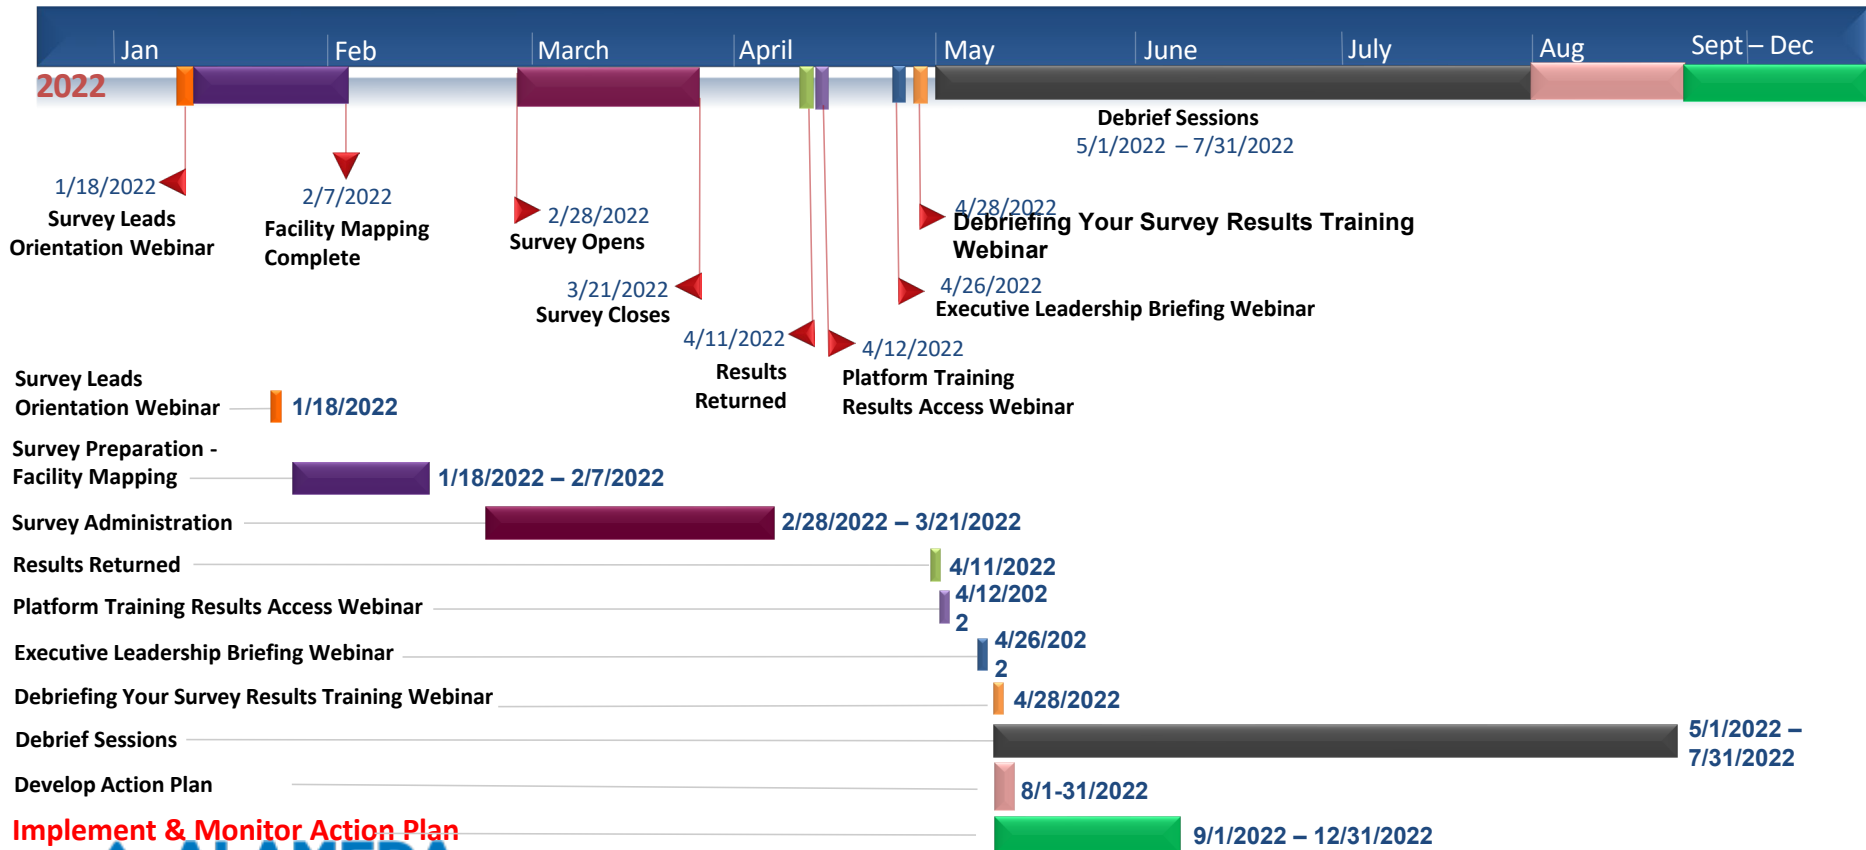 Jan
Feb
March
April
May
June
July
Aug
Sept – Dec
2022
Debrief Sessions
5/1/2022 – 7/31/2022
1/18/2022
Survey Leads
Orientation Webinar
2/7/2022
Facility Mapping
Complete
2/28/2022
Survey Opens
3/21/2022
Survey Closes
4/11/2022
Results
Returned
4/12/2022
Platform Training
Results Access Webinar
4/28/2022
Debriefing Your Survey Results Training
Webinar
4/26/2022
Executive Leadership Briefing Webinar
Survey Leads
Orientation Webinar
1/18/2022
Survey Preparation -
Facility Mapping
1/18/2022 – 2/7/2022
Survey Administration
2/28/2022 – 3/21/2022
Results Returned
4/11/2022
Platform Training Results Access Webinar
4/12/202
2
Executive Leadership Briefing Webinar
4/26/202
2
Debriefing Your Survey Results Training Webinar
4/28/2022
Debrief Sessions
5/1/2022 –
7/31/2022
Develop Action Plan
8/1-31/2022
Implement & Monitor Action Plan
9/1/2022 – 12/31/2022
ALAMEDA